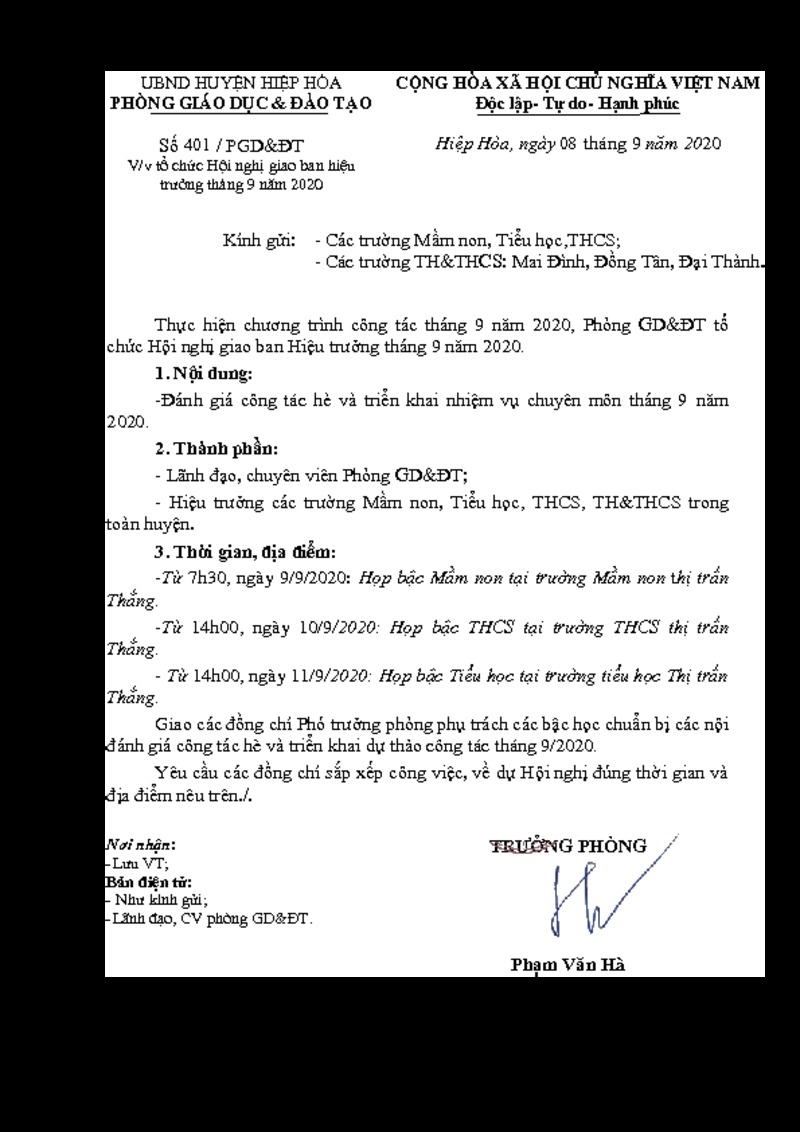 UBND HUYỆN HIỆP HÒA
PHÒNG GIÁO DỤC & ĐÀO TẠO
CỘNG HÒA XÃ HỘI CHỦ NGHĨA VIỆT NAM
Độc lập- Tự do- Hạnh phúc
Số 401 / PGD&ĐT
V/v tổ chức Hội nghị giao ban hiệu
trưởng tháng 9 năm 2020
Hiệp Hòa, ngày 08 tháng 9 năm 2020
Kính gửi: - Các trường Mầm non, Tiểu học,THCS;
- Các trường TH&THCS: Mai Đình, Đồng Tân, Đại Thành.
Thực hiện chương trình công tác tháng 9 năm 2020, Phòng GD&ĐT tổ
chức Hội nghị giao ban Hiệu trưởng tháng 9 năm 2020.
1. Nội dung:
-Đánh giá công tác hè và triển khai nhiệm vụ chuyên môn tháng 9 năm
2020.
2. Thành phần:
- Lãnh đạo, chuyên viên Phòng GD&ĐT;
- Hiệu trưởng các trường Mầm non, Tiểu học, THCS, TH&THCS trong
toàn huyện.
3. Thời gian, địa điểm:
-Từ 7h30, ngày 9/9/2020: Họp bậc Mầm non tại trường Mầm non thị trấn
Thắng.
-Từ 14h00, ngày 10/9/2020: Họp bậc THCS tại trường THCS thị trấn
Thắng.
- Từ 14h00, ngày 11/9/2020: Họp bậc Tiểu học tại trường tiểu học Thị trấn
Thắng.
Giao các đồng chí Phó trưởng phòng phụ trách các bậc học chuẩn bị các nội
đánh giá công tác hè và triển khai dự thảo công tác tháng 9/2020.
Yêu cầu các đồng chí sắp xếp công việc, về dự Hội nghị đúng thời gian và
địa điểm nêu trên./.
Nơi nhận:
-Lưu VT;
Bản điện tử:
- Như kính gửi;
-Lãnh đạo, CV phòng GD&ĐT.
TRƯỞNG PHÒNG
Phạm Văn Hà